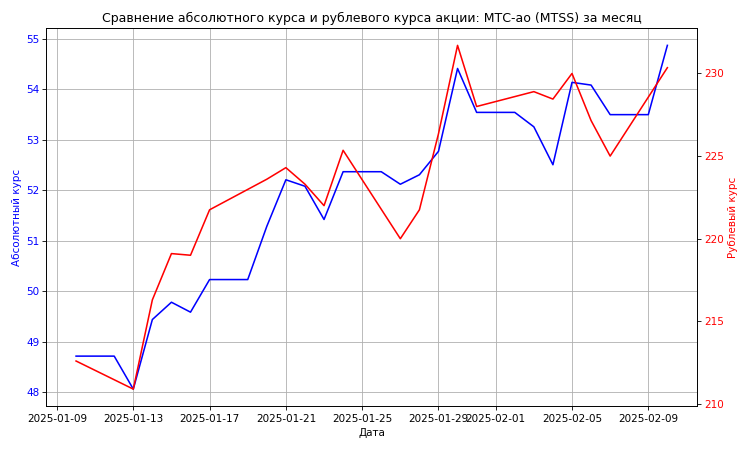 Сравнение абсолютного курса и рублевого курса акции: МТС-ао (MTSS) за месяц
55
54
53
52
51
50
49
48
Абсолютный курс
230
225
220
215
210
Рублевый курс
2025-01-09 2025-01-13 2025-01-17 2025-01-21 2025-01-25 2025-01-29 2025-02-01 2025-02-05 2025-02-09
Дата